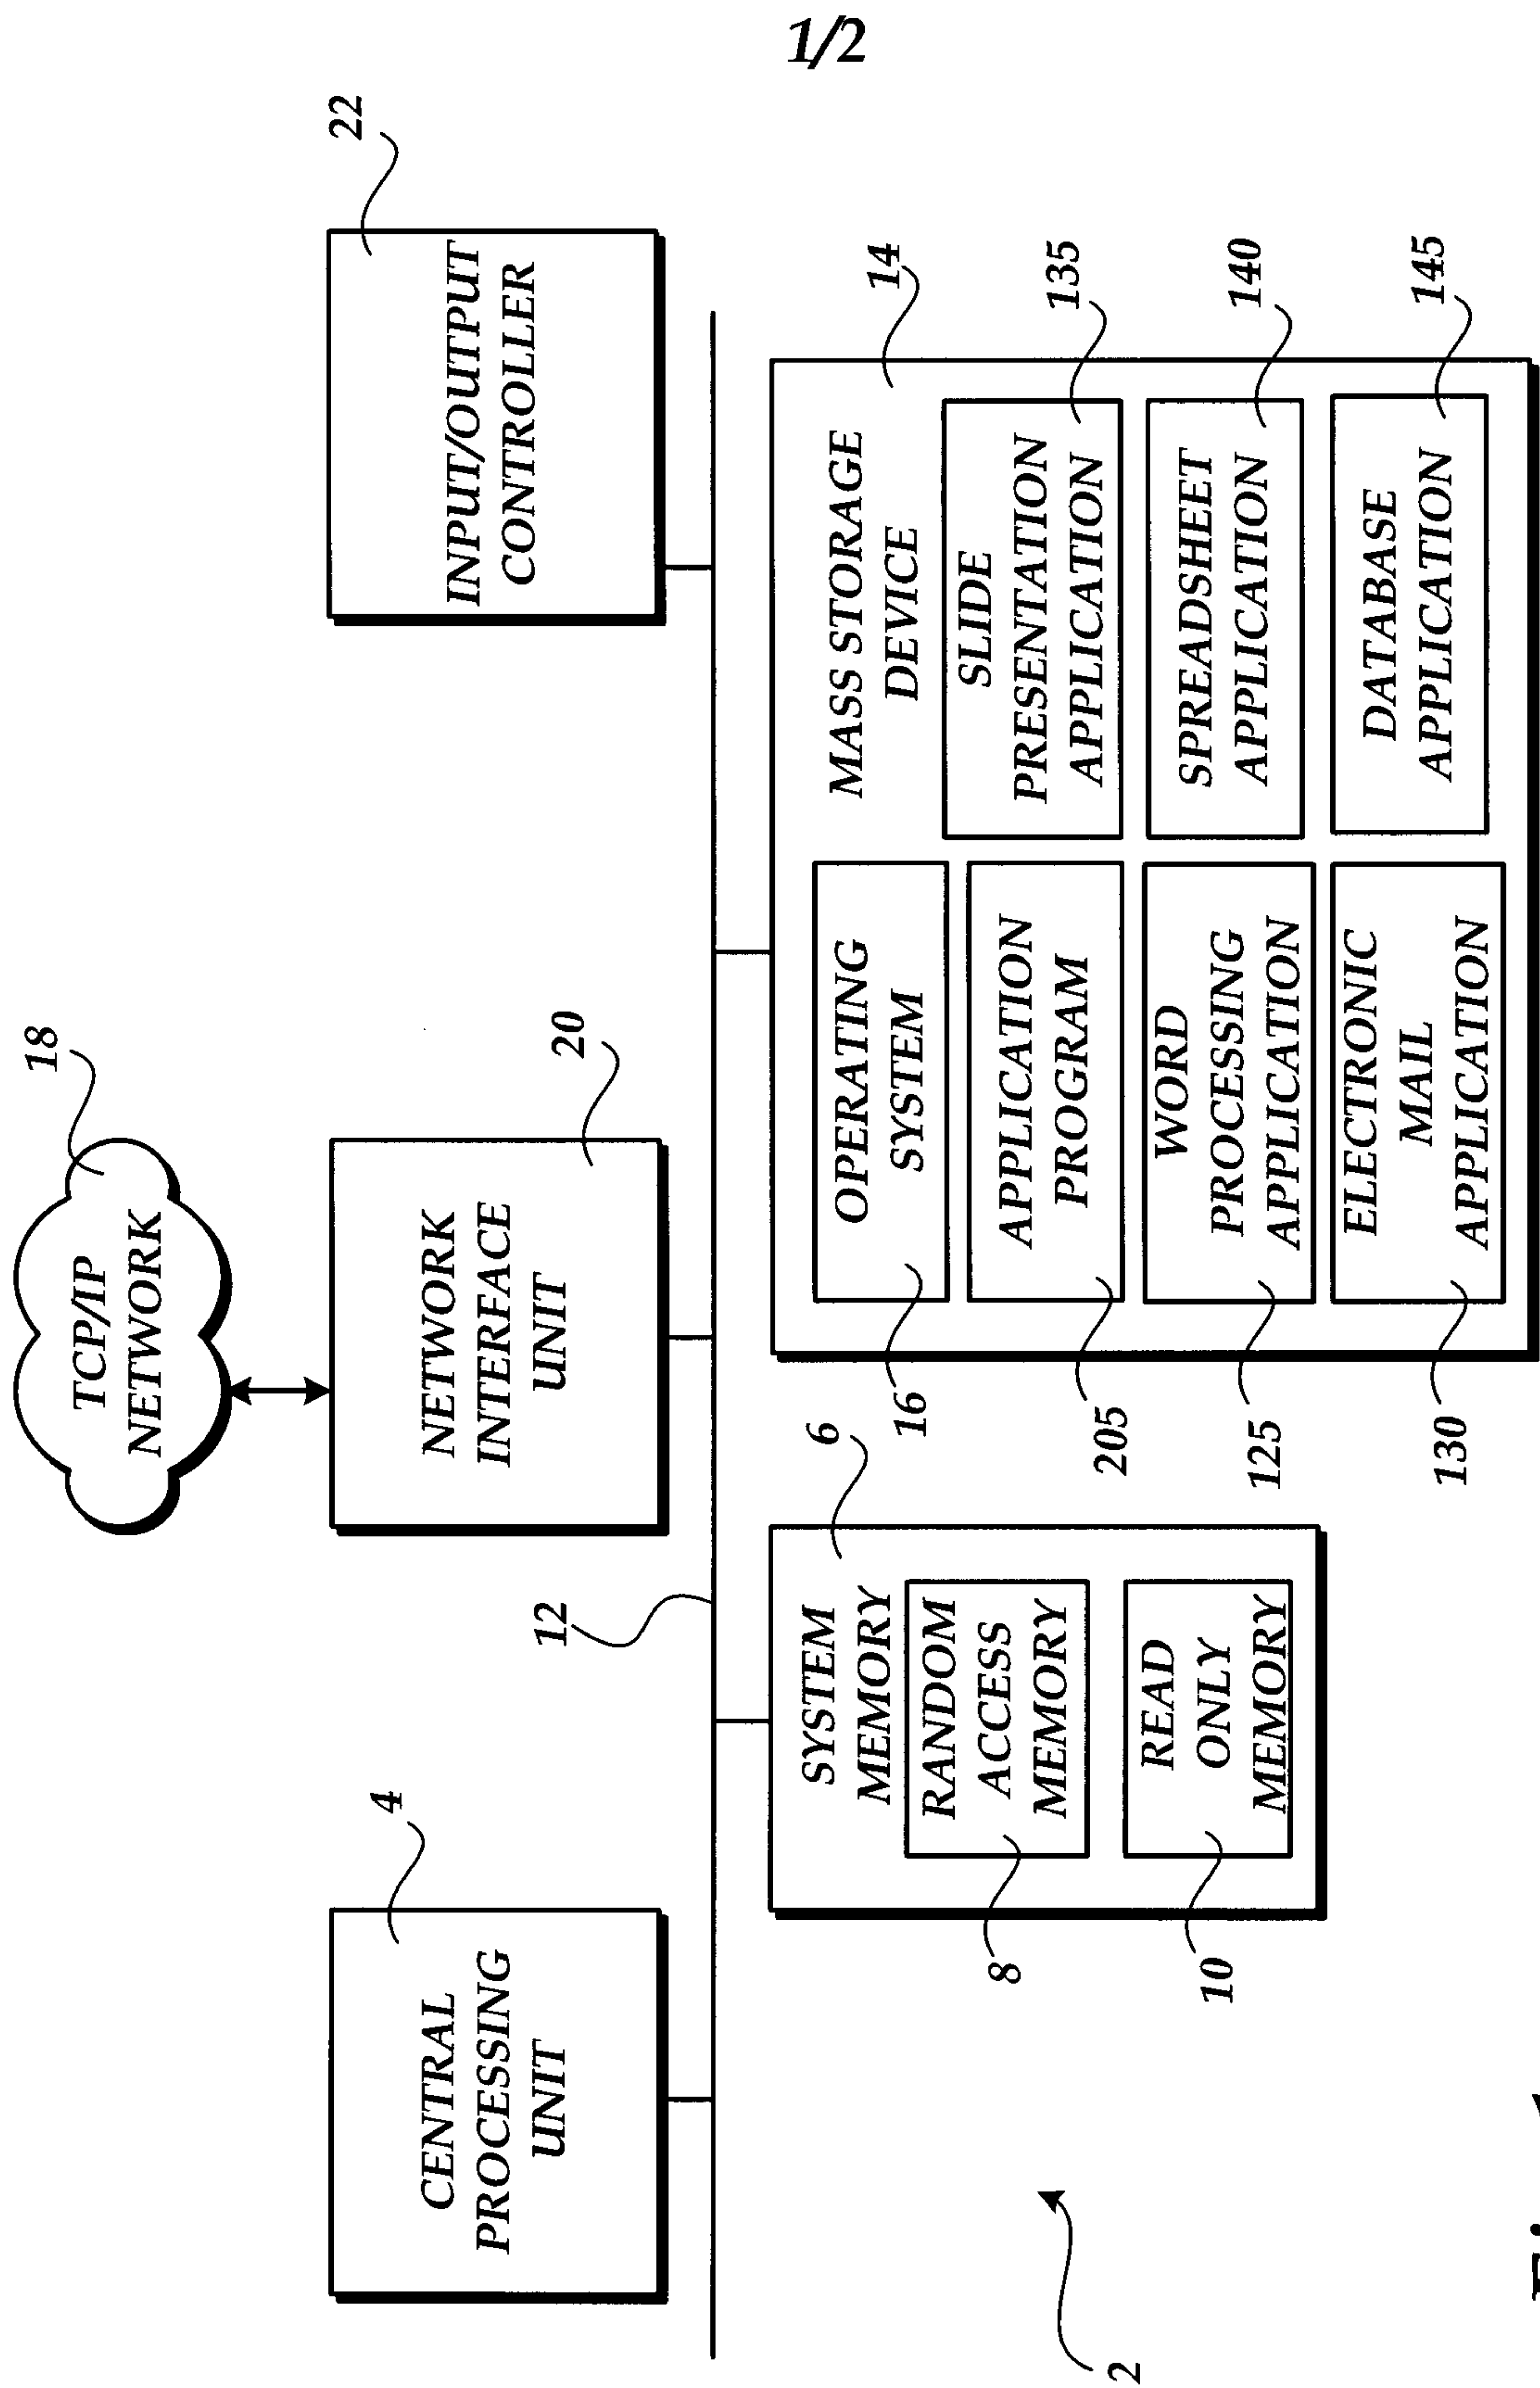 1/2
TCP/IP
NETWORK
18
CENTRAL
PROCESSING
UNIT
4
NETWORK
INTERFACE
UNIT
20
INPUT/OUTPUT
CONTROLLER
22
12
SYSTEM
MEMORY
6
RANDOM
ACCESS
MEMORY
8
READ
ONLY
MEMORY
10
MASS STORAGE
DEVICE
14
OPERATING
SYSTEM
16
APPLICATION
PROGRAM
205
WORD
PROCESSING
APPLICATION
125
ELECTRONIC
MAIL
APPLICATION
130
SLIDE
PRESENTATION
APPLICATION
135
SPREADSHEET
APPLICATION
140
DATABASE
APPLICATION
145
2